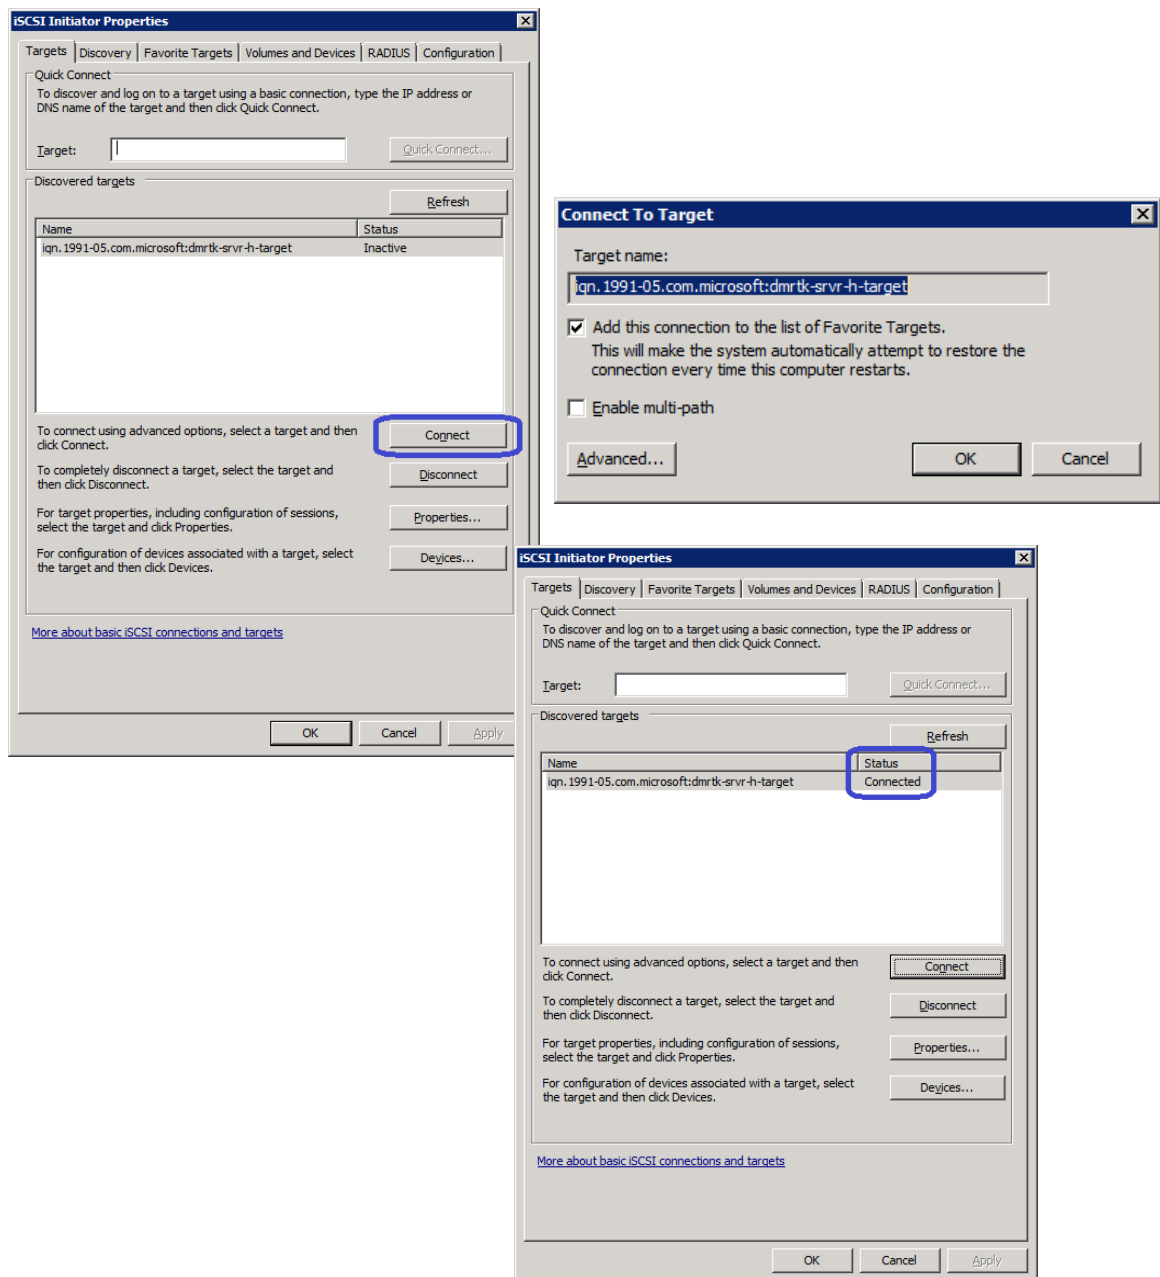 iSCSI Initiator Properties
Targets Discovery Favorite Targets Volumes and Devices RADIUS Configuration
Quick Connect
To discover and log on to a target using a basic connection, type the IP address or
DNS name of the target and then click Quick Connect.
Target:
Quick Connect...
Discovered targets
Refresh
Name Status
iqn.1991-05.com.microsoft:dmrtk-srvr-h-target Inactive
To connect using advanced options, select a target and then
click Connect.
Connect
To completely disconnect a target, select the target and
then click Disconnect.
Disconnect
For target properties, including configuration of sessions,
select the target and click Properties.
Properties...
For configuration of devices associated with a target, select
the target and then click Devices.
Devices...
More about basic iSCSI connections and targets
OK Cancel Apply
Connect To Target
Target name:
iqn.1991-05.com.microsoft:dmrtk-srvr-h-target
Add this connection to the list of Favorite Targets.
This will make the system automatically attempt to restore the
connection every time this computer restarts.
Enable multi-path
Advanced... OK Cancel
iSCSI Initiator Properties
Targets Discovery Favorite Targets Volumes and Devices RADIUS Configuration
Quick Connect
To discover and log on to a target using a basic connection, type the IP address or
DNS name of the target and then click Quick Connect.
Target:
Quick Connect...
Discovered targets
Refresh
Name Status
iqn.1991-05.com.microsoft:dmrtk-srvr-h-target Connected
To connect using advanced options, select a target and then
click Connect.
Connect
To completely disconnect a target, select the target and
then click Disconnect.
Disconnect
For target properties, including configuration of sessions,
select the target and click Properties.
Properties...
For configuration of devices associated with a target, select
the target and then click Devices.
Devices...
More about basic iSCSI connections and targets
OK Cancel Apply